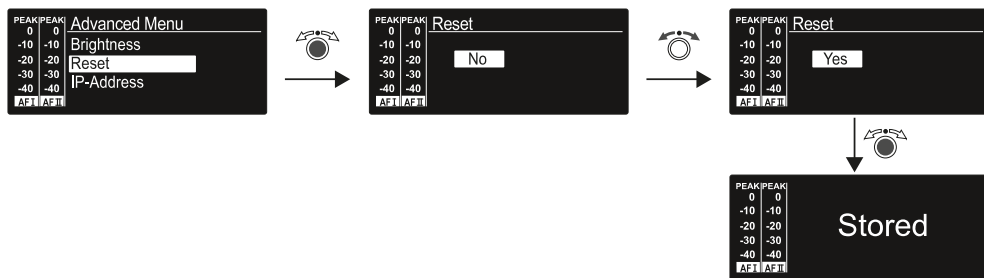 PEAK PEAK Advanced Menu
0 0
-10 -10 Brightness
-20 -20 Reset
-30 -30 IP-Address
-40 -40
AF I AF II
PEAK PEAK Reset
0 0
-10 -10
-20 -20 No
-30 -30
-40 -40
AF I AF II
PEAK PEAK Reset
0 0
-10 -10
-20 -20 Yes
-30 -30
-40 -40
AF I AF II
PEAK PEAK
0 0
-10 -10
-20 -20 Stored
-30 -30
-40 -40
AF I AF II